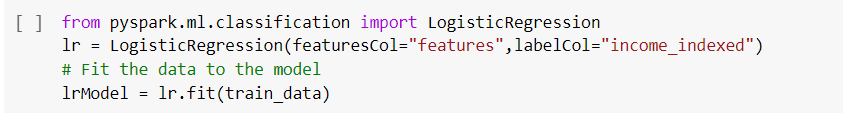 [ ] from pyspark.ml.classification import LogisticRegression
lr = LogisticRegression(featuresCol="features",labelCol="income_indexed")
# Fit the data to the model
lrModel = lr.fit(train_data)